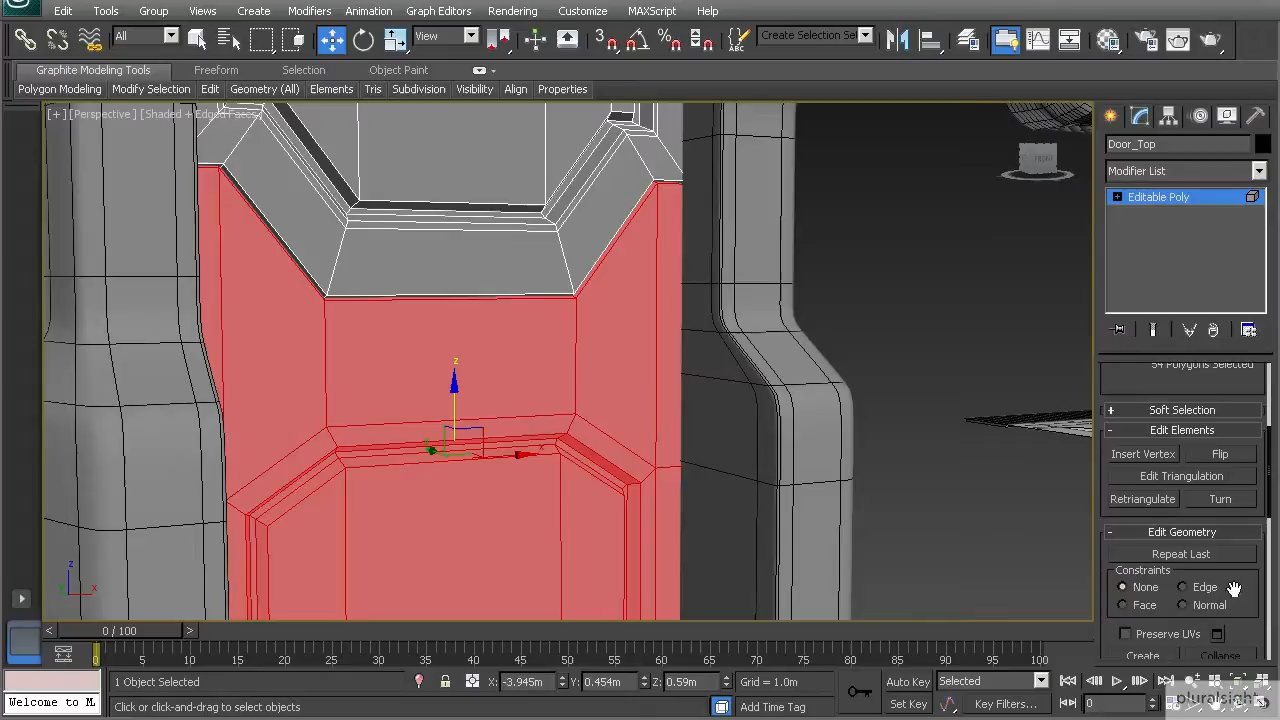 Edit Tools Group Views Create Modifiers Animation Graph Editors Rendering Customize MAXScript Help
All View 3 Create Selection Se
Graphite Modeling Tools Freeform Selection Object Paint
Polygon Modeling Modify Selection Edit Geometry (All) Elements Tris Subdivision Visibility Align Properties
[+] [Perspective] [Shaded + Edged Faces]
Door_Top
Modifier List
Editable Poly
54 Polygons Selected
+ Soft Selection
- Edit Elements
Insert Vertex Flip
Edit Triangulation
Retriangulate Turn
- Edit Geometry
Repeat Last
Constraints
None Edge
Face Normal
Preserve UVs
Create Collapse
z
x
z
x
< 0 / 100 >
0 5 10 15 20 25 30 35 40 45 50 55 60 65 70 75 80 85 90 95 100
1 Object Selected X: -3.945m Y: 0.454m Z: 0.59m Grid = 1.0m Auto Key Selected
Welcome to M Click or click-and-drag to select objects Add Time Tag Set Key Key Filters... 0
pluralsight